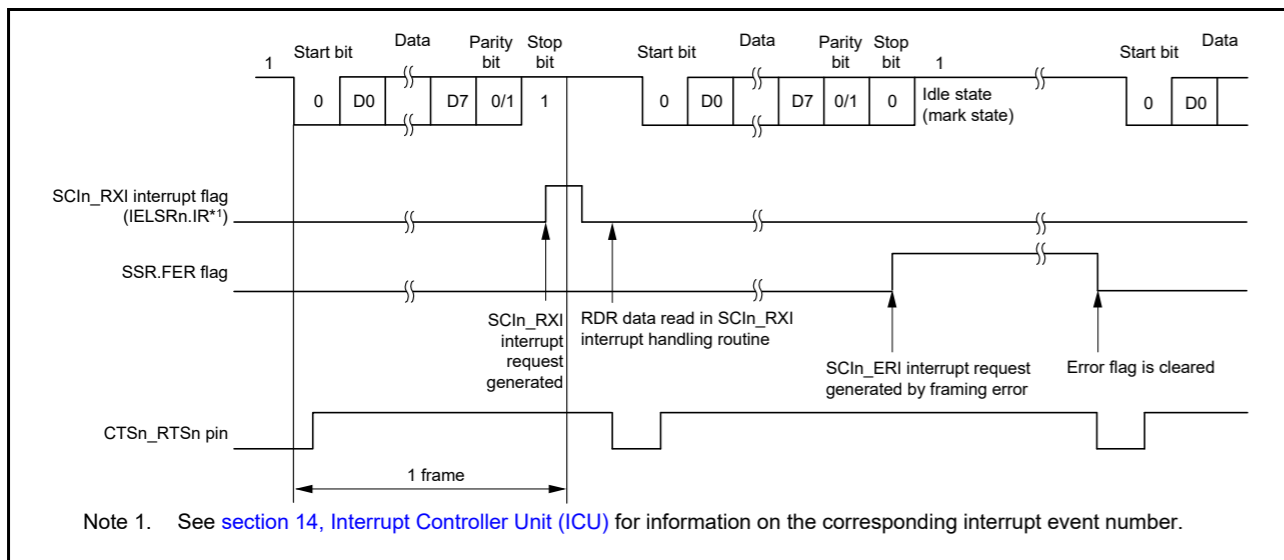 1 Start bit Data Parity bit Stop bit Start bit Data Parity bit Stop bit 1 Start bit Data
0 D0 D7 0/1 1 0 D0 D7 0/1 0 Idle state (mark state) 0 D0
SCIn_RXI interrupt flag
(IELSRn.IR*1)
SSR.FER flag
SCIn_RXI
interrupt
request
generated
RDR data read in SCIn_RXI
interrupt handling routine
SCIn_ERI interrupt request
generated by framing error
Error flag is cleared
CTSn_RTSn pin
1 frame
Note 1. See section 14, Interrupt Controller Unit (ICU) for information on the corresponding interrupt event number.